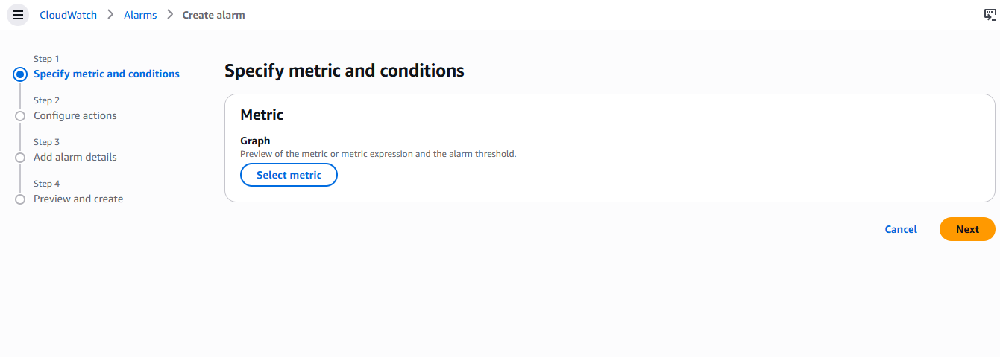 CloudWatch > Alarms > Create alarm
Step 1
Specify metric and conditions
Step 2
Configure actions
Step 3
Add alarm details
Step 4
Preview and create
Specify metric and conditions
Metric
Graph
Preview of the metric or metric expression and the alarm threshold.
Select metric
Cancel Next